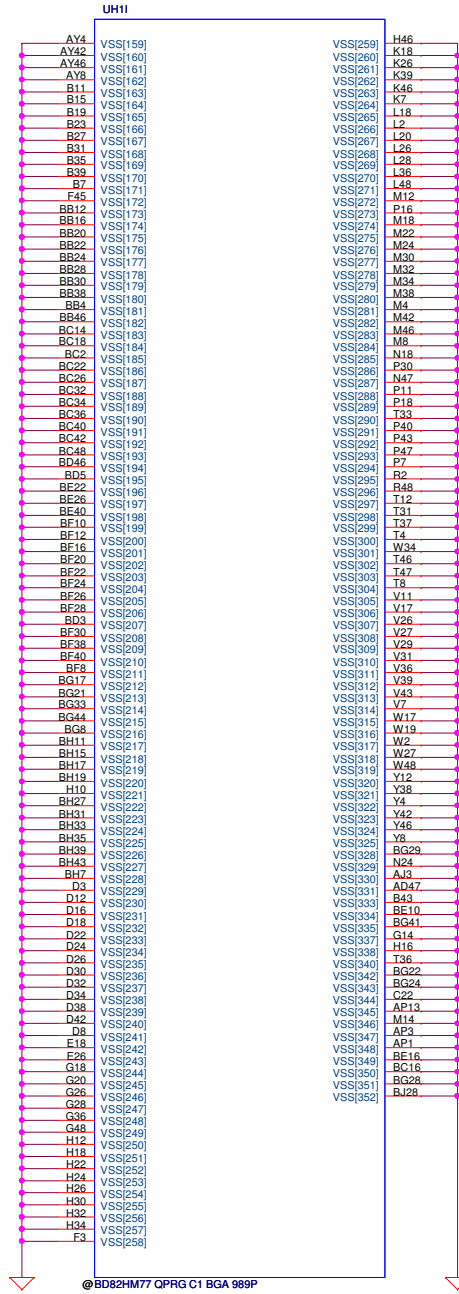 UH1I
AY4 VSS[159] VSS[259] H46
AY42 VSS[160] VSS[260] K18
AY46 VSS[161] VSS[261] K26
AY8 VSS[162] VSS[262] K39
B11 VSS[163] VSS[263] K46
B15 VSS[164] VSS[264] K7
B19 VSS[165] VSS[265] L18
B23 VSS[166] VSS[266] L2
B27 VSS[167] VSS[267] L20
B31 VSS[168] VSS[268] L26
B35 VSS[169] VSS[269] L28
B39 VSS[170] VSS[270] L36
B7 VSS[171] VSS[271] L48
F45 VSS[172] VSS[272] M12
BB12 VSS[173] VSS[273] P16
BB16 VSS[174] VSS[274] M18
BB20 VSS[175] VSS[275] M22
BB22 VSS[176] VSS[276] M24
BB24 VSS[177] VSS[277] M30
BB28 VSS[178] VSS[278] M32
BB30 VSS[179] VSS[279] M34
BB38 VSS[180] VSS[280] M38
BB4 VSS[181] VSS[281] M4
BB46 VSS[182] VSS[282] M42
BC14 VSS[183] VSS[283] M46
BC18 VSS[184] VSS[284] M8
BC2 VSS[185] VSS[285] N18
BC22 VSS[186] VSS[286] P30
BC26 VSS[187] VSS[287] N47
BC32 VSS[188] VSS[288] P11
BC34 VSS[189] VSS[289] P18
BC36 VSS[190] VSS[290] T33
BC40 VSS[191] VSS[291] P40
BC42 VSS[192] VSS[292] P43
BC48 VSS[193] VSS[293] P47
BD46 VSS[194] VSS[294] P7
BD5 VSS[195] VSS[295] R2
BE22 VSS[196] VSS[296] R48
BE26 VSS[197] VSS[297] T12
BE40 VSS[198] VSS[298] T31
BF10 VSS[199] VSS[299] T37
BF12 VSS[200] VSS[300] T4
BF16 VSS[201] VSS[301] W34
BF20 VSS[202] VSS[302] T46
BF22 VSS[203] VSS[303] T47
BF24 VSS[204] VSS[304] T8
BF26 VSS[205] VSS[305] V11
BF28 VSS[206] VSS[306] V17
BD3 VSS[207] VSS[307] V26
BF30 VSS[208] VSS[308] V27
BF38 VSS[209] VSS[309] V29
BF40 VSS[210] VSS[310] V31
BF8 VSS[211] VSS[311] V36
BG17 VSS[212] VSS[312] V39
BG21 VSS[213] VSS[313] V43
BG33 VSS[214] VSS[314] V7
BG44 VSS[215] VSS[315] W17
BG8 VSS[216] VSS[316] W19
BH11 VSS[217] VSS[317] W2
BH15 VSS[218] VSS[318] W27
BH17 VSS[219] VSS[319] W48
BH19 VSS[220] VSS[320] Y12
H10 VSS[221] VSS[321] Y38
BH27 VSS[222] VSS[322] Y4
BH31 VSS[223] VSS[323] Y42
BH33 VSS[224] VSS[324] Y46
BH35 VSS[225] VSS[325] Y8
BH39 VSS[226] VSS[328] BG29
BH43 VSS[227] VSS[329] N24
BH7 VSS[228] VSS[330] AJ3
D3 VSS[229] VSS[331] AD47
D12 VSS[230] VSS[333] B43
D16 VSS[231] VSS[334] BE10
D18 VSS[232] VSS[335] BG41
D22 VSS[233] VSS[337] G14
D24 VSS[234] VSS[338] H16
D26 VSS[235] VSS[340] T36
D30 VSS[236] VSS[342] BG22
D32 VSS[237] VSS[343] BG24
D34 VSS[238] VSS[344] C22
D38 VSS[239] VSS[345] AP13
D42 VSS[240] VSS[346] M14
D8 VSS[241] VSS[347] AP3
E18 VSS[242] VSS[348] AP1
E26 VSS[243] VSS[349] BE16
G18 VSS[244] VSS[350] BC16
G20 VSS[245] VSS[351] BG28
G26 VSS[246] VSS[352] BJ28
G28 VSS[247]
G36 VSS[248]
G48 VSS[249]
H12 VSS[250]
H18 VSS[251]
H22 VSS[252]
H24 VSS[253]
H26 VSS[254]
H30 VSS[255]
H32 VSS[256]
H34 VSS[257]
F3 VSS[258]
@BD82HM77 QPRG C1 BGA 989P